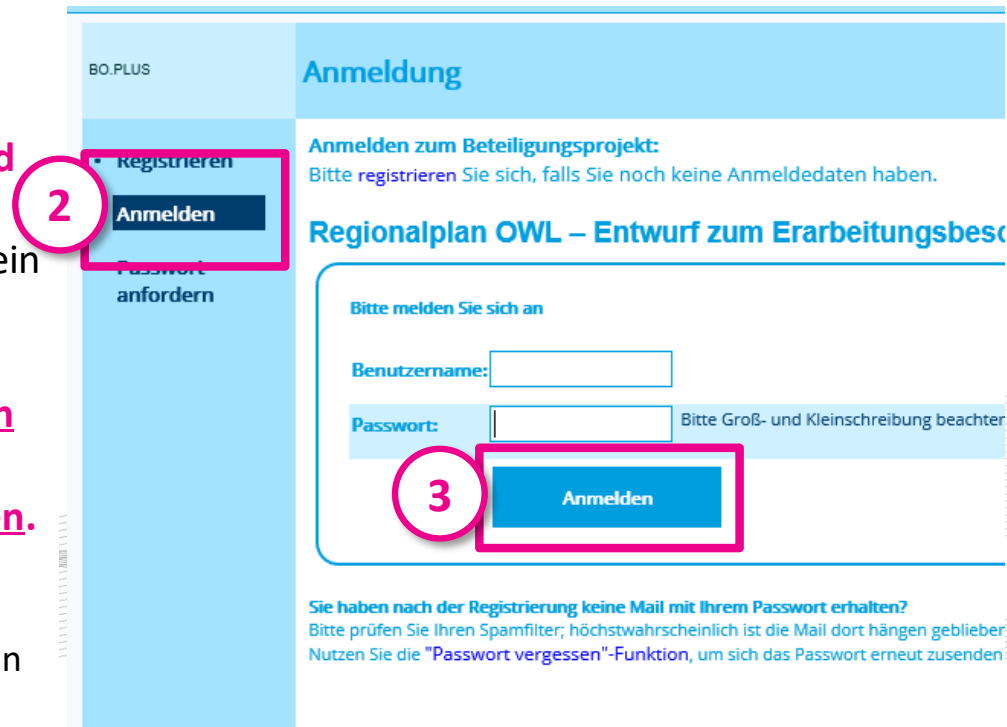 BO.PLUS
Anmeldung
d
ein
n
en.
n
2
Registrieren
Anmelden
Passwort
anfordern
Anmelden zum Beteiligungsprojekt:
Bitte registrieren Sie sich, falls Sie noch keine Anmeldedaten haben.
Regionalplan OWL – Entwurf zum Erarbeitungsbesc
Bitte melden Sie sich an
Benutzername:
Passwort:
Bitte Groß- und Kleinschreibung beachten
3
Anmelden
Sie haben nach der Registrierung keine Mail mit Ihrem Passwort erhalten?
Bitte prüfen Sie Ihren Spamfilter; höchstwahrscheinlich ist die Mail dort hängen geblieben
Nutzen Sie die "Passwort vergessen"-Funktion, um sich das Passwort erneut zusenden